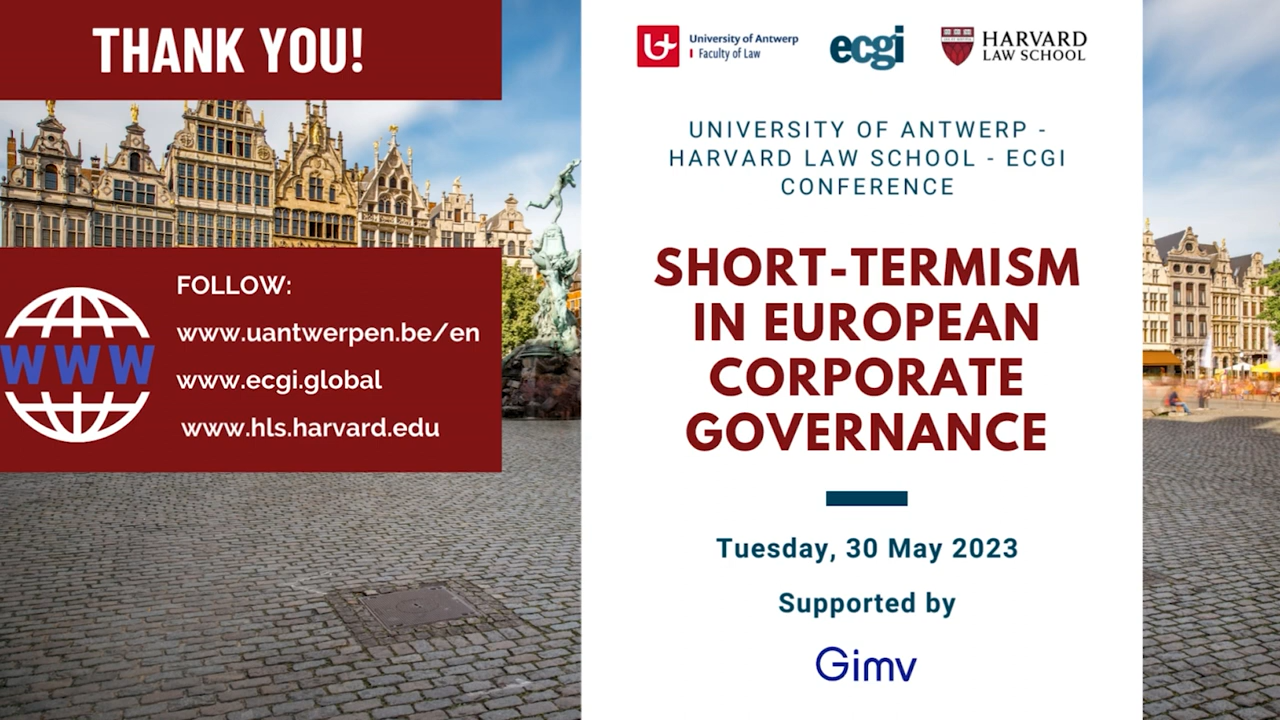 THANK YOU!
FOLLOW:
WWW
www.uantwerpen.be/en
www.ecgi.global
www.hls.harvard.edu
University of Antwerp
Faculty of Law
ecgi
HARVARD
LAW SCHOOL
UNIVERSITY OF ANTWERP -
HARVARD LAW SCHOOL - ECGI
CONFERENCE
SHORT-TERMISM
IN EUROPEAN
CORPORATE
GOVERNANCE
Tuesday, 30 May 2023
Supported by
Gimv